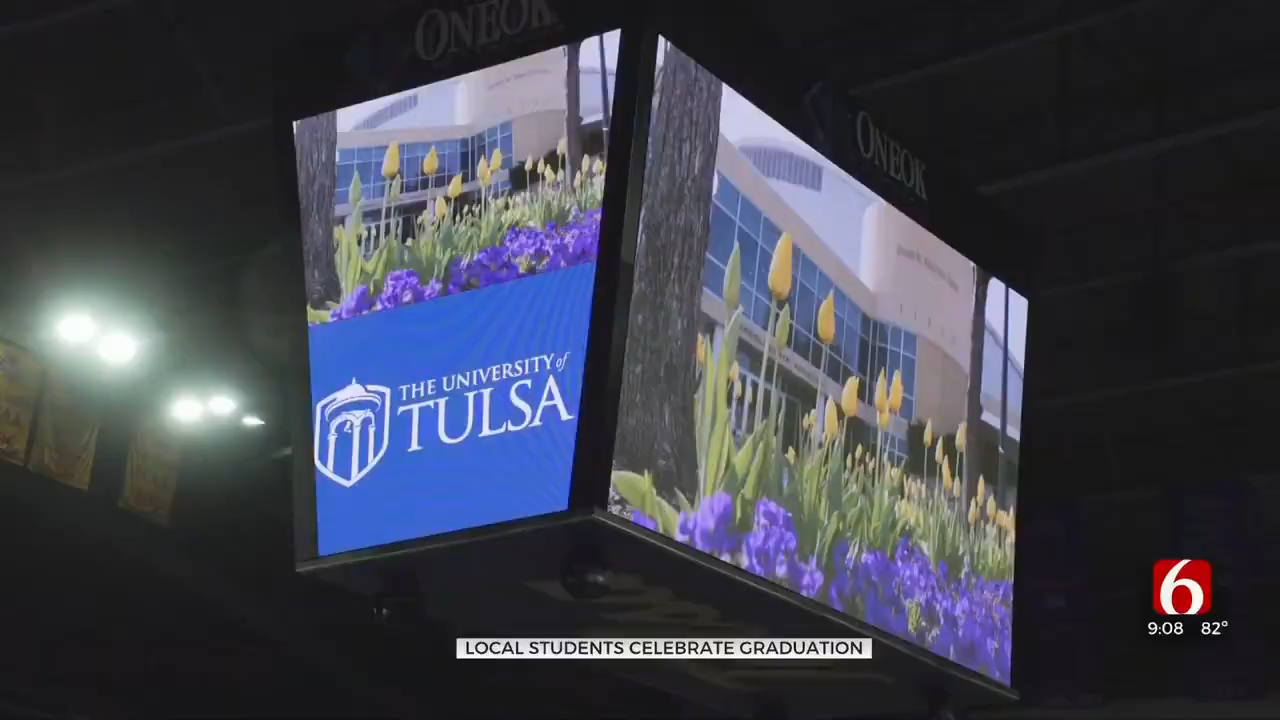 ONEOK
ONEOK
THE UNIVERSITY of
TULSA
LOCAL STUDENTS CELEBRATE GRADUATION
6
9:08 82°